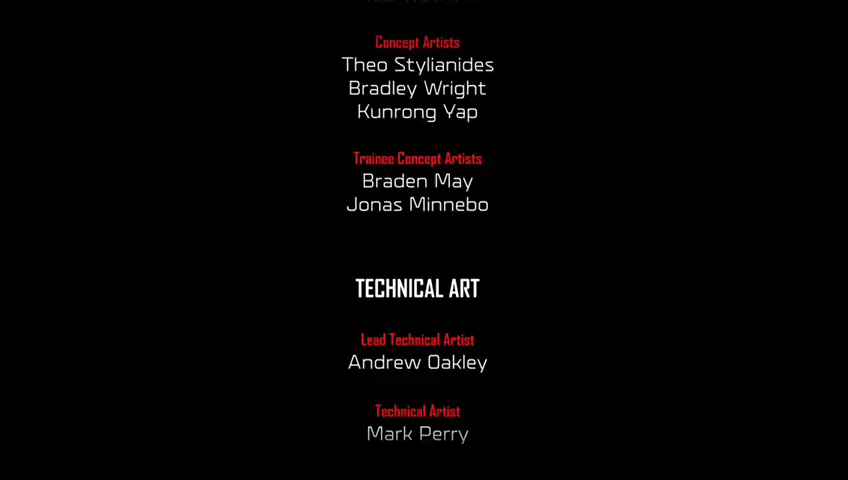 Concept Artists
Theo Stylianides
Bradley Wright
Kunrong Yap
Trainee Concept Artists
Braden May
Jonas Minnebo
TECHNICAL ART
Lead Technical Artist
Andrew Oakley
Technical Artist
Mark Perry